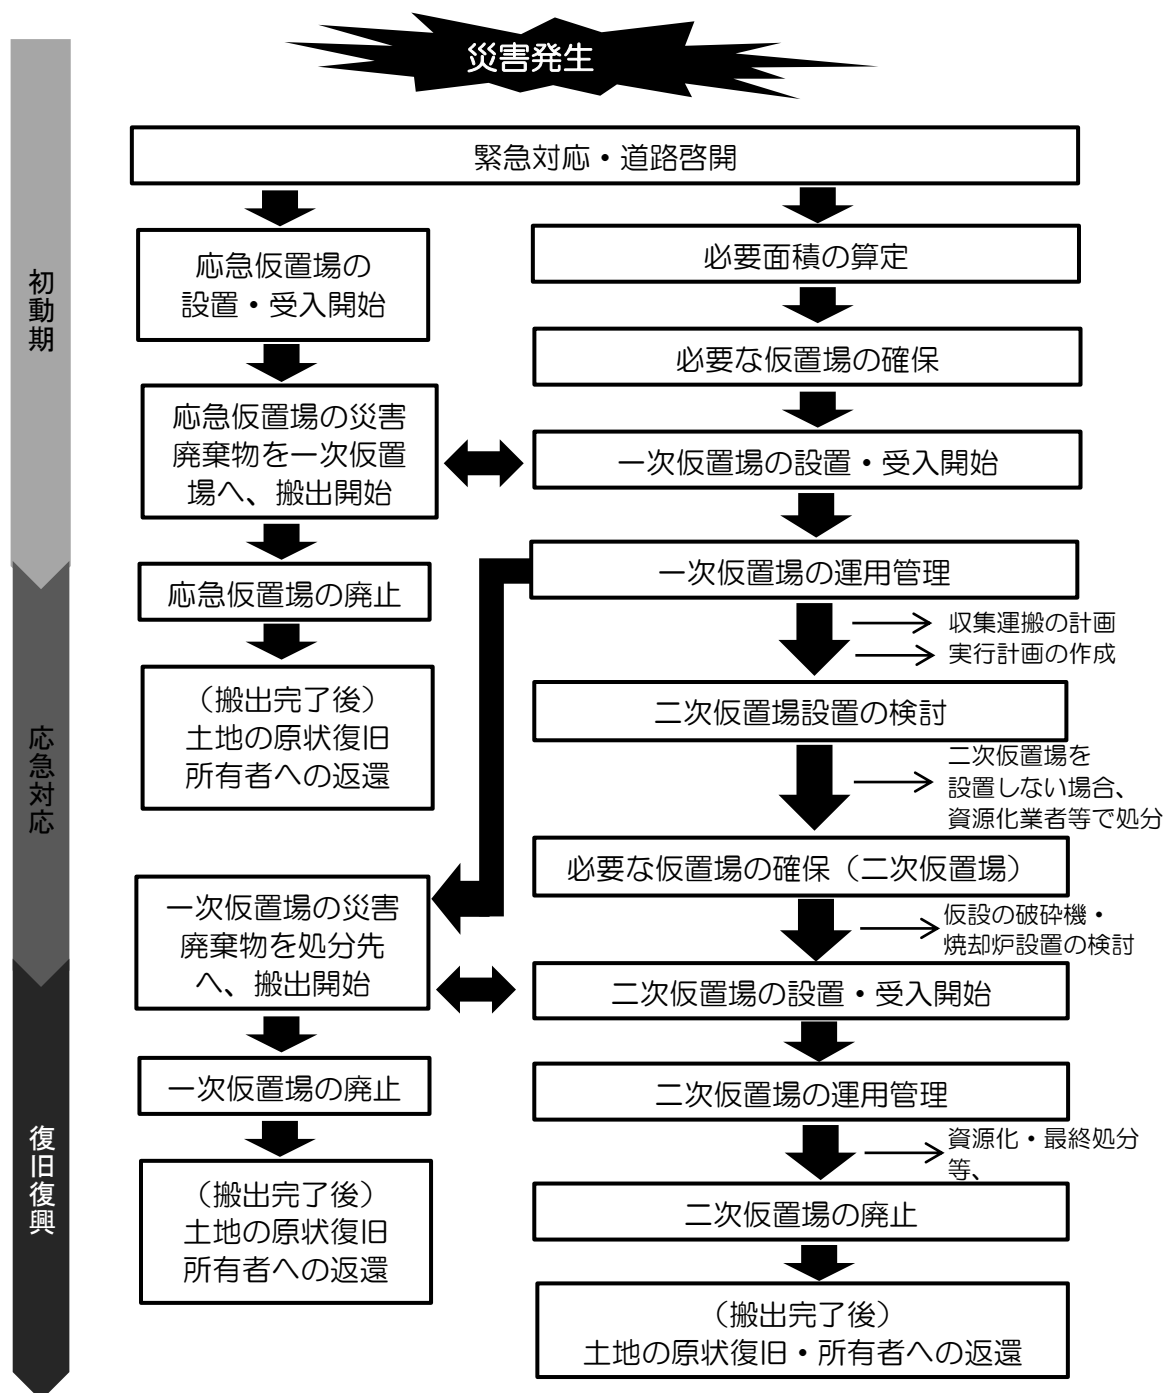 災害発生
緊急対応・道路啓開
初動期
応急仮置場の
設置・受入開始
必要面積の算定
必要な仮置場の確保
応急仮置場の災害
廃棄物を一次仮置
場へ、搬出開始
一次仮置場の設置・受入開始
応急仮置場の廃止
一次仮置場の運用管理
収集運搬の計画
実行計画の作成
応急対応
（搬出完了後）
土地の原状復旧
所有者への返還
二次仮置場設置の検討
二次仮置場を
設置しない場合、
資源化業者等で処分
必要な仮置場の確保（二次仮置場）
仮設の破砕機・
焼却炉設置の検討
一次仮置場の災害
廃棄物を処分先
へ、搬出開始
二次仮置場の設置・受入開始
復旧復興
一次仮置場の廃止
二次仮置場の運用管理
資源化・最終処分
等、
（搬出完了後）
土地の原状復旧
所有者への返還
二次仮置場の廃止
（搬出完了後）
土地の原状復旧・所有者への返還